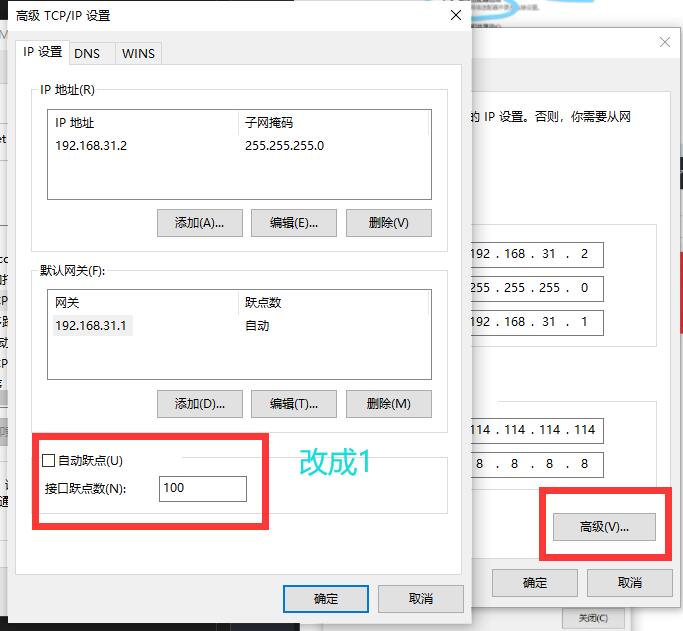 高级 TCP/IP 设置
IP 设置 DNS WINS
IP 地址(R)
IP 地址 子网掩码
192.168.31.2 255.255.255.0
添加(A)... 编辑(E)... 删除(V)
默认网关(F):
网关 跃点数
192.168.31.1 自动
添加(D)... 编辑(T)... 删除(M)
自动跃点(U)
接口跃点数(N): 100
改成1
确定 取消
的 IP 设置。否则，你需要从网
192 . 168 . 31 . 2
255 . 255 . 255 . 0
192 . 168 . 31 . 1
114 . 114 . 114 . 114
8 . 8 . 8 . 8
高级(V)...
确定 取消
关闭(C)